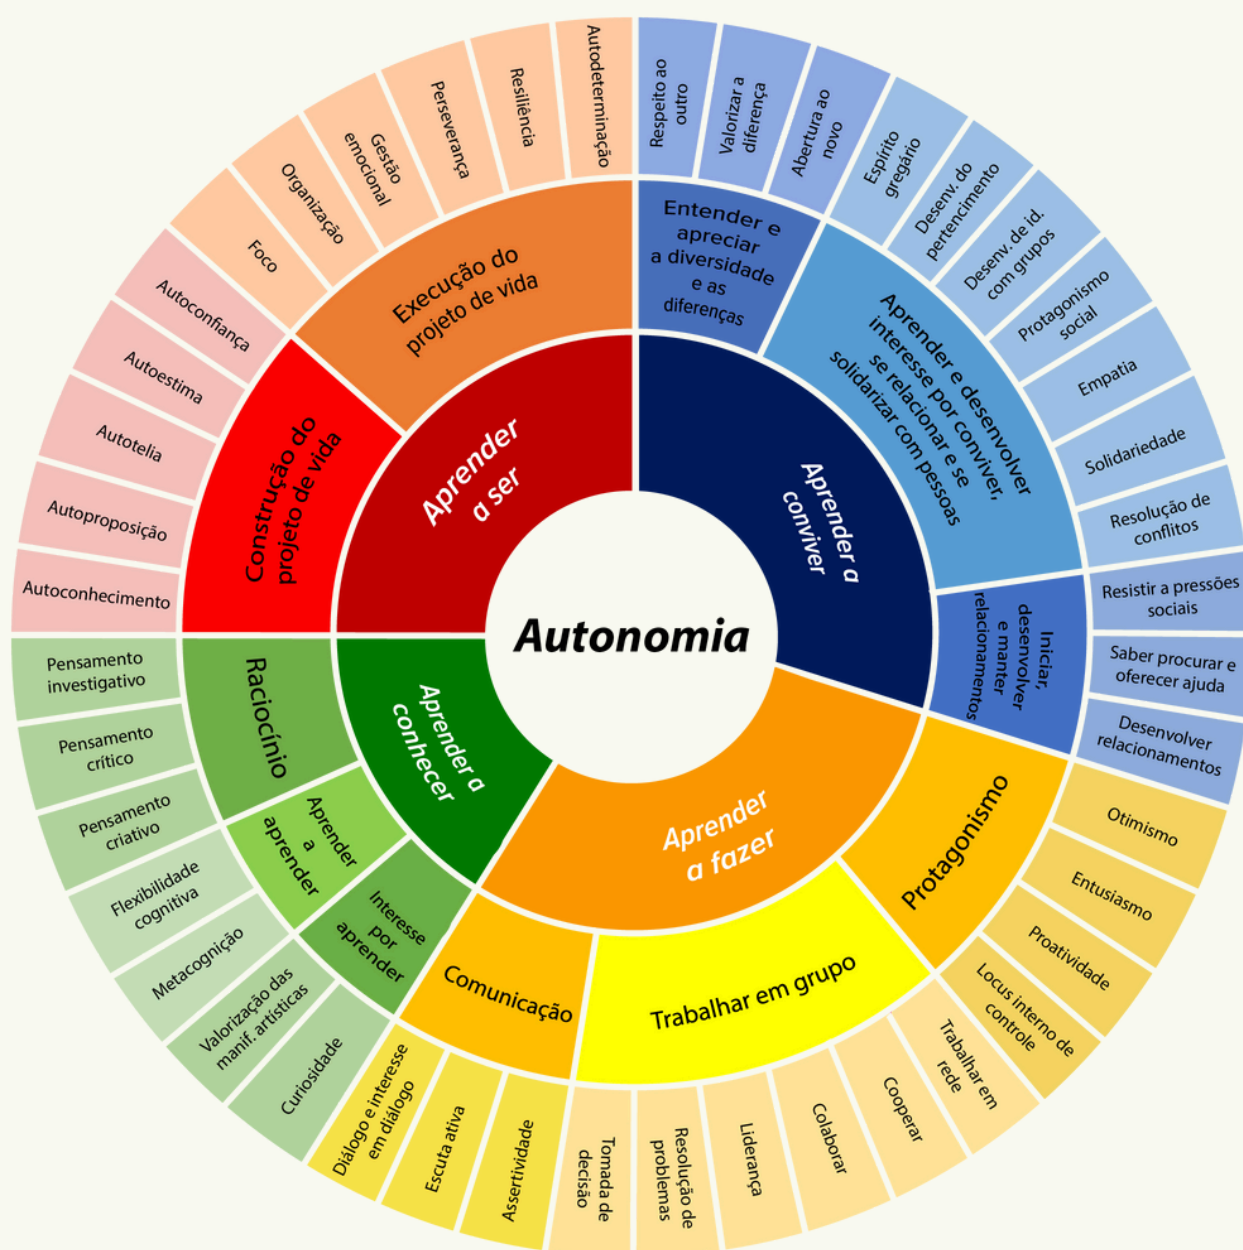 Autonomia
Aprender
a ser
Execução do
projeto de vida
Autodeterminação
Resiliência
Perseverança
Gestão
emocional
Organização
Foco
Construção do
projeto de vida
Autoconfiança
Autoestima
Autotelia
Autoproposição
Autoconhecimento
Aprender a
conviver
Entender e
apreciar
a diversidade
e as
diferenças
Respeito ao
outro
Valorizar a
diferença
Abertura ao
novo
Aprender e desenvolver
interesse por conviver,
se relacionar e se
solidarizar com pessoas
Espírito
gregário
Desenv. do
pertencimento
Desenv. de id.
com grupos
Protagonismo
social
Empatia
Solidariedade
Resolução de
conflitos
Iniciar,
desenvolver
e manter
relacionamentos
Resistir a pressões
sociais
Saber procurar e
oferecer ajuda
Desenvolver
relacionamentos
Aprender
a fazer
Protagonismo
Otimismo
Entusiasmo
Proatividade
Locus interno de
controle
Trabalhar em grupo
Trabalhar em
rede
Cooperar
Colaborar
Liderança
Resolução de
problemas
Tomada de
decisão
Comunicação
Assertividade
Escuta ativa
Diálogo e interesse
em diálogo
Aprender a
conhecer
Interesse
por
aprender
Curiosidade
Valorização das
manif. artísticas
Aprender
a
aprender
Metacognição
Flexibilidade
cognitiva
Raciocínio
Pensamento
criativo
Pensamento
crítico
Pensamento
investigativo